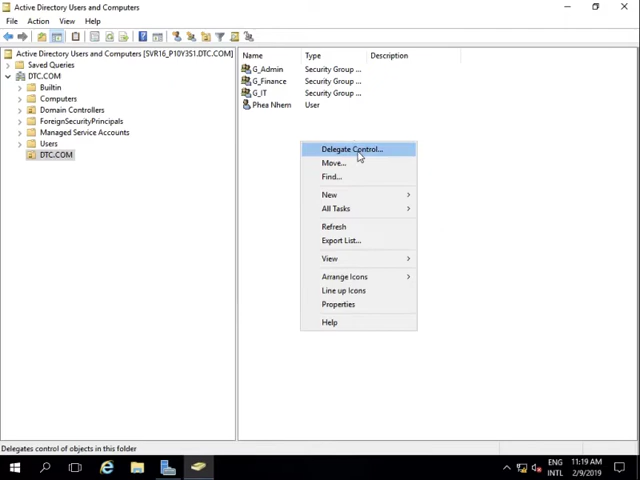 Active Directory Users and Computers
File Action View Help
Active Directory Users and Computers [SVR16_P10Y3S1.DTC.COM]
Saved Queries
DTC.COM
Builtin
Computers
Domain Controllers
ForeignSecurityPrincipals
Managed Service Accounts
Users
DTC.COM
Name Type Description
G_Admin Security Group ...
G_Finance Security Group ...
G_IT Security Group ...
Phea Nhem User
Delegate Control...
Move...
Find...
New
All Tasks
Refresh
Export List...
View
Arrange Icons
Line up Icons
Properties
Help
Delegates control of objects in this folder
ENG 11:19 AM
INTL 2/9/2019